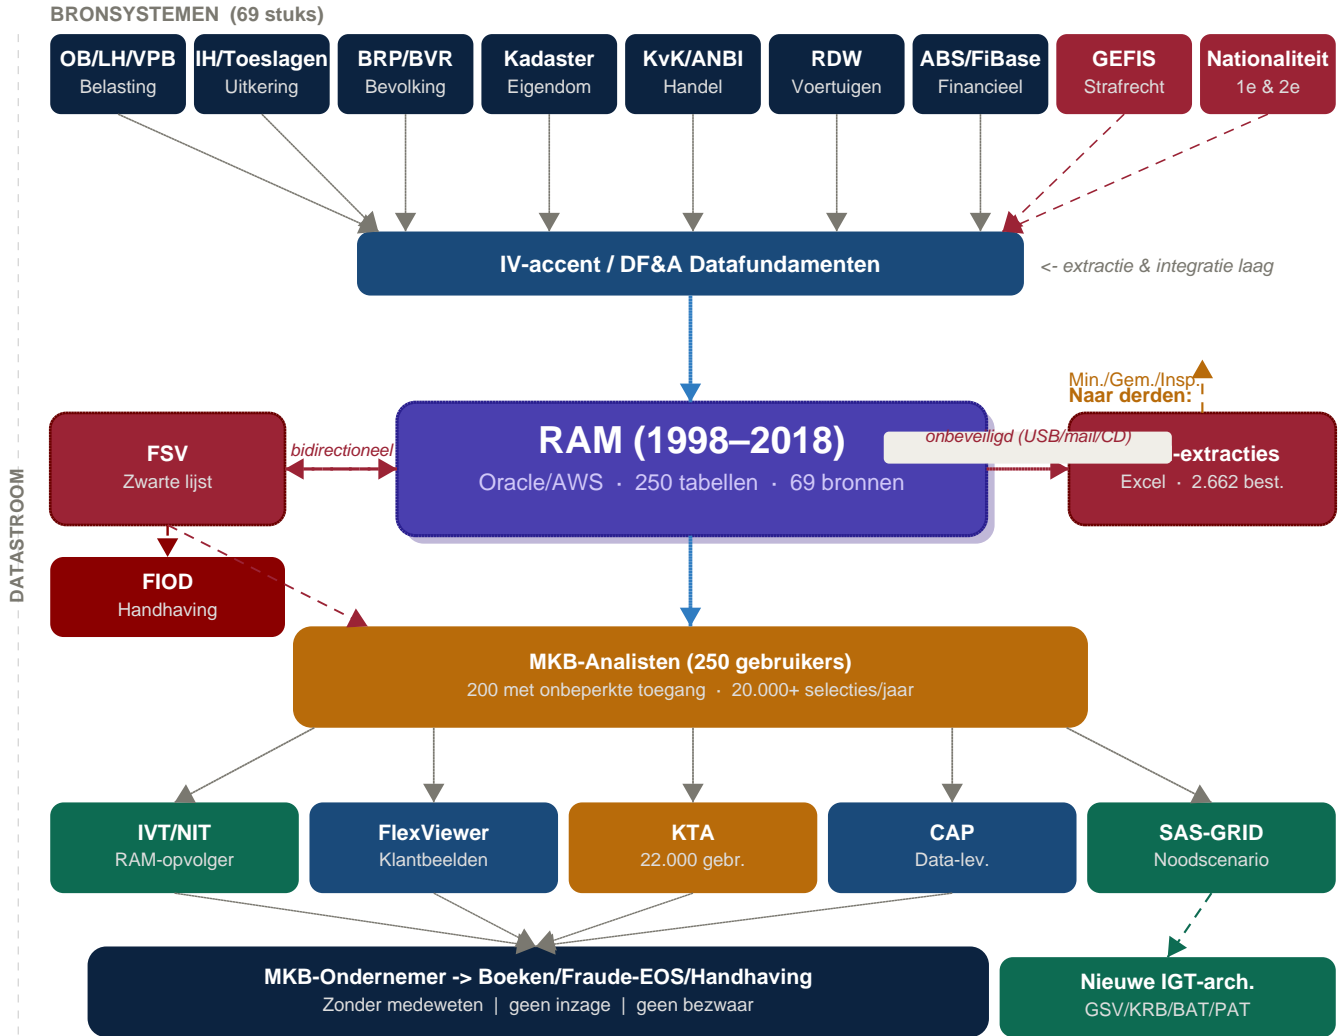 BRONSYSTEMEN (69 stuks)
OB/LH/VPB
Belasting
IH/Toeslagen
Uitkering
BRP/BVR
Bevolking
Kadaster
Eigendom
KvK/ANBI
Handel
RDW
Voertuigen
ABS/FiBase
Financieel
GEFIS
Strafrecht
Nationaliteit
1e & 2e
IV-accent / DF&A Datafundamenten
<- extractie & integratie laag
DATASTROOM
Min./Gem./Insp.
Naar derden:
FSV
Zwarte lijst
bidirectioneel
RAM (1998–2018)
Oracle/AWS · 250 tabellen · 69 bronnen
onbeveiligd (USB/mail/CD)
-extracties
Excel · 2.662 best.
FIOD
Handhaving
MKB-Analisten (250 gebruikers)
200 met onbeperkte toegang · 20.000+ selecties/jaar
IVT/NIT
RAM-opvolger
FlexViewer
Klantbeelden
KTA
22.000 gebr.
CAP
Data-lev.
SAS-GRID
Noodscenario
MKB-Ondernemer -> Boeken/Fraude-EOS/Handhaving
Zonder medeweten | geen inzage | geen bezwaar
Nieuwe IGT-arch.
GSV/KRB/BAT/PAT